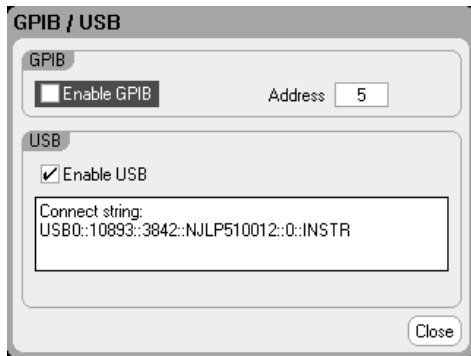 GPIB / USB
GPIB
Enable GPIB
Address 5
USB
Enable USB
Connect string:
USB0::10893::3842::NJLP510012::0::INSTR
Close